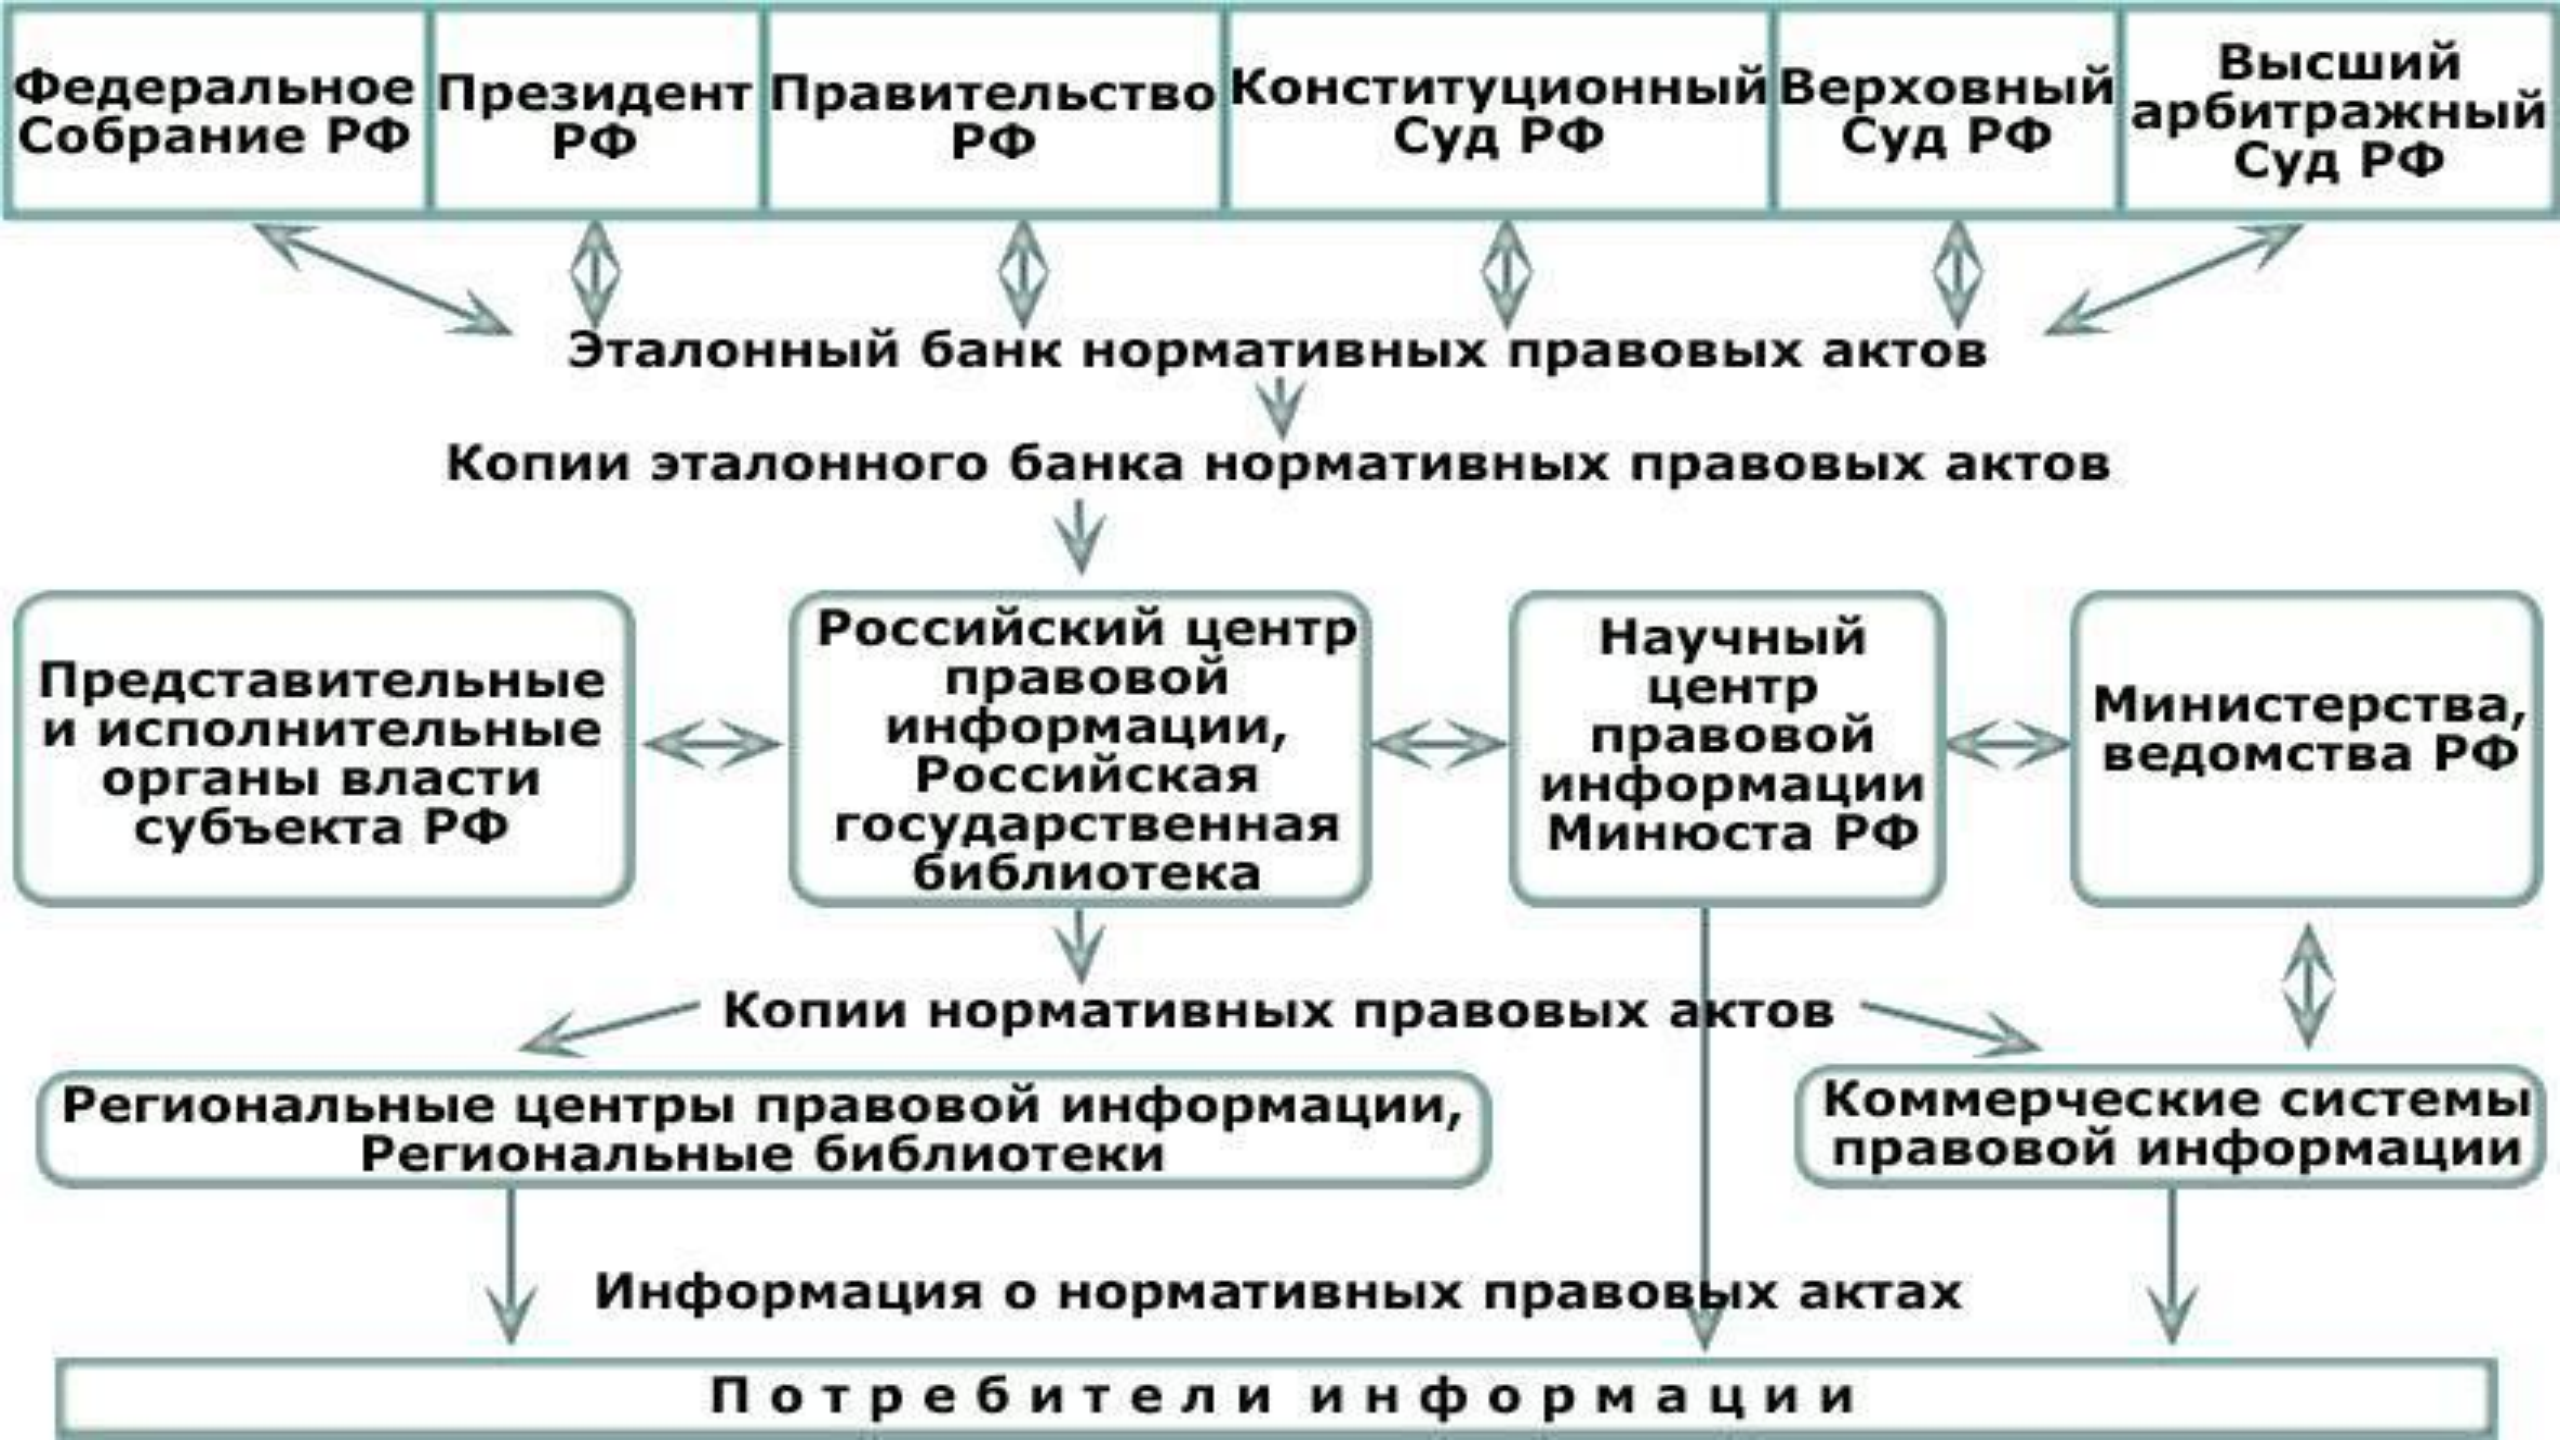 Федеральное
Собрание РФ
Президент
РФ
Правительство
РФ
Конституционный
Суд РФ
Верховный
Суд РФ
Высший
арбитражный
Суд РФ
Эталонный банк нормативных правовых актов
Копии эталонного банка нормативных правовых актов
Представительные
и исполнительные
органы власти
субъекта РФ
Российский центр
правовой
информации,
Российская
государственная
библиотека
Научный
центр
правовой
информации
Минюста РФ
Министерства,
ведомства РФ
Копии нормативных правовых актов
Региональные центры правовой информации,
Региональные библиотеки
Коммерческие системы
правовой информации
Информация о нормативных правовых актах
Потребители информации